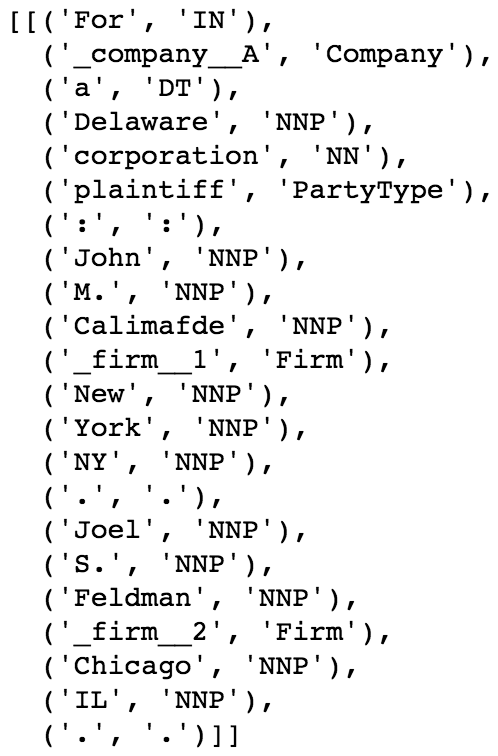 [[('For', 'IN'),
('_company__A', 'Company'),
('a', 'DT'),
('Delaware', 'NNP'),
('corporation', 'NN'),
('plaintiff', 'PartyType'),
(':', ':'),
('John', 'NNP'),
('M.', 'NNP'),
('Calimafde', 'NNP'),
('_firm__1', 'Firm'),
('New', 'NNP'),
('York', 'NNP'),
('NY', 'NNP'),
('.', '.'),
('Joel', 'NNP'),
('S.', 'NNP'),
('Feldman', 'NNP'),
('_firm__2', 'Firm'),
('Chicago', 'NNP'),
('IL', 'NNP'),
('.', '.')]]